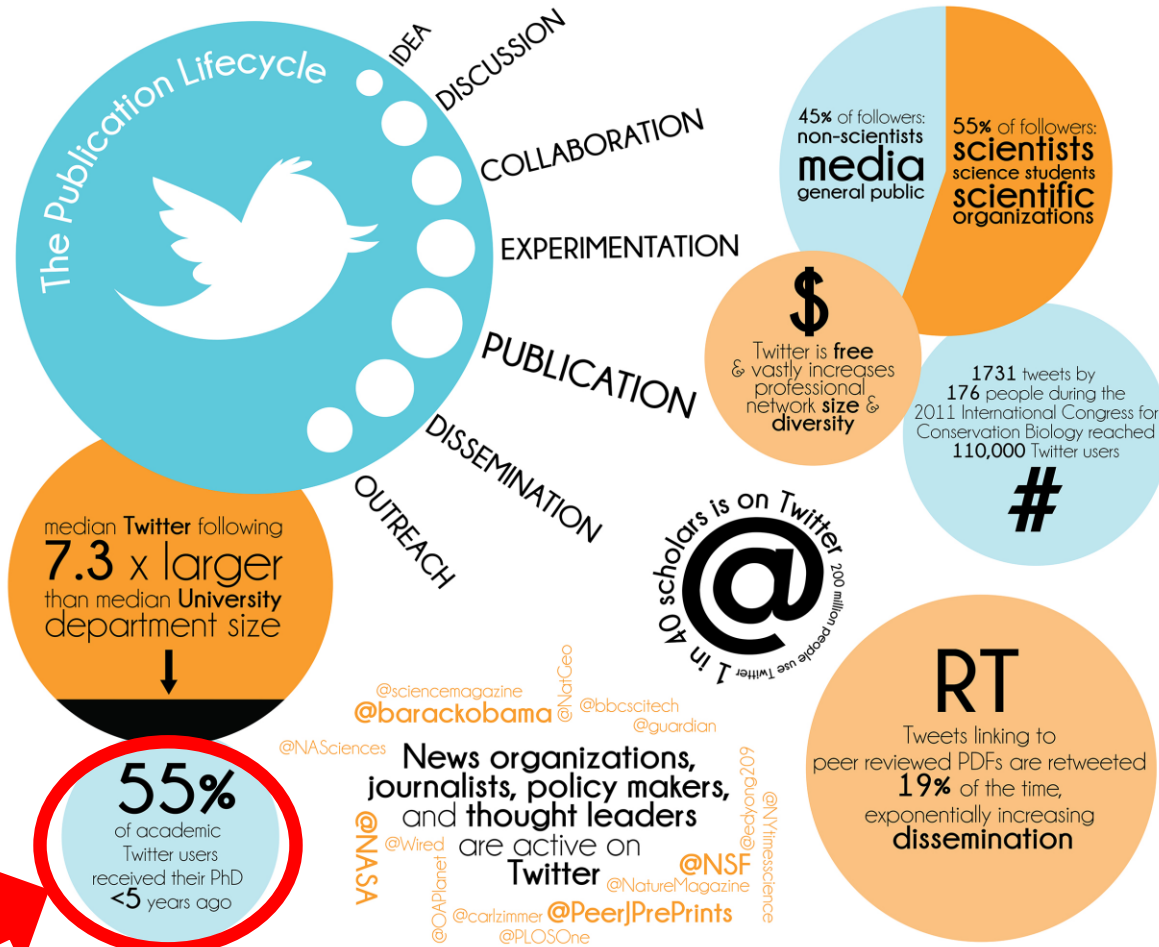 The Publication Lifecycle
IDEA
DISCUSSION
COLLABORATION
EXPERIMENTATION
PUBLICATION
DISSEMINATION
OUTREACH
45% of followers:
non-scientists
media
general public
55% of followers:
scientists
science students
scientific
organizations
$
Twitter is free
& vastly increases
professional
network size &
diversity
1731 tweets by
176 people during the
2011 International Congress for
Conservation Biology reached
110,000 Twitter users
#
median Twitter following
7.3 x larger
than median University
department size
55%
of academic
Twitter users
received their PhD
<5 years ago
1 in 40 scholars is on Twitter
200 million people use Twitter
@
@sciencemagazine
@barackobama
@NatGeo
@bbcscitech
@guardian
@NASciences
News organizations,
journalists, policy makers,
and thought leaders
are active on
Twitter
@NASA
@Wired
@OAPlanet
@edyong209
@NYtimesscience
@NSF
@NatureMagazine
@carlzimmer
@PeerJPrePrints
@PLOSOne
RT
Tweets linking to
peer reviewed PDFs are retweeted
19% of the time,
exponentially increasing
dissemination